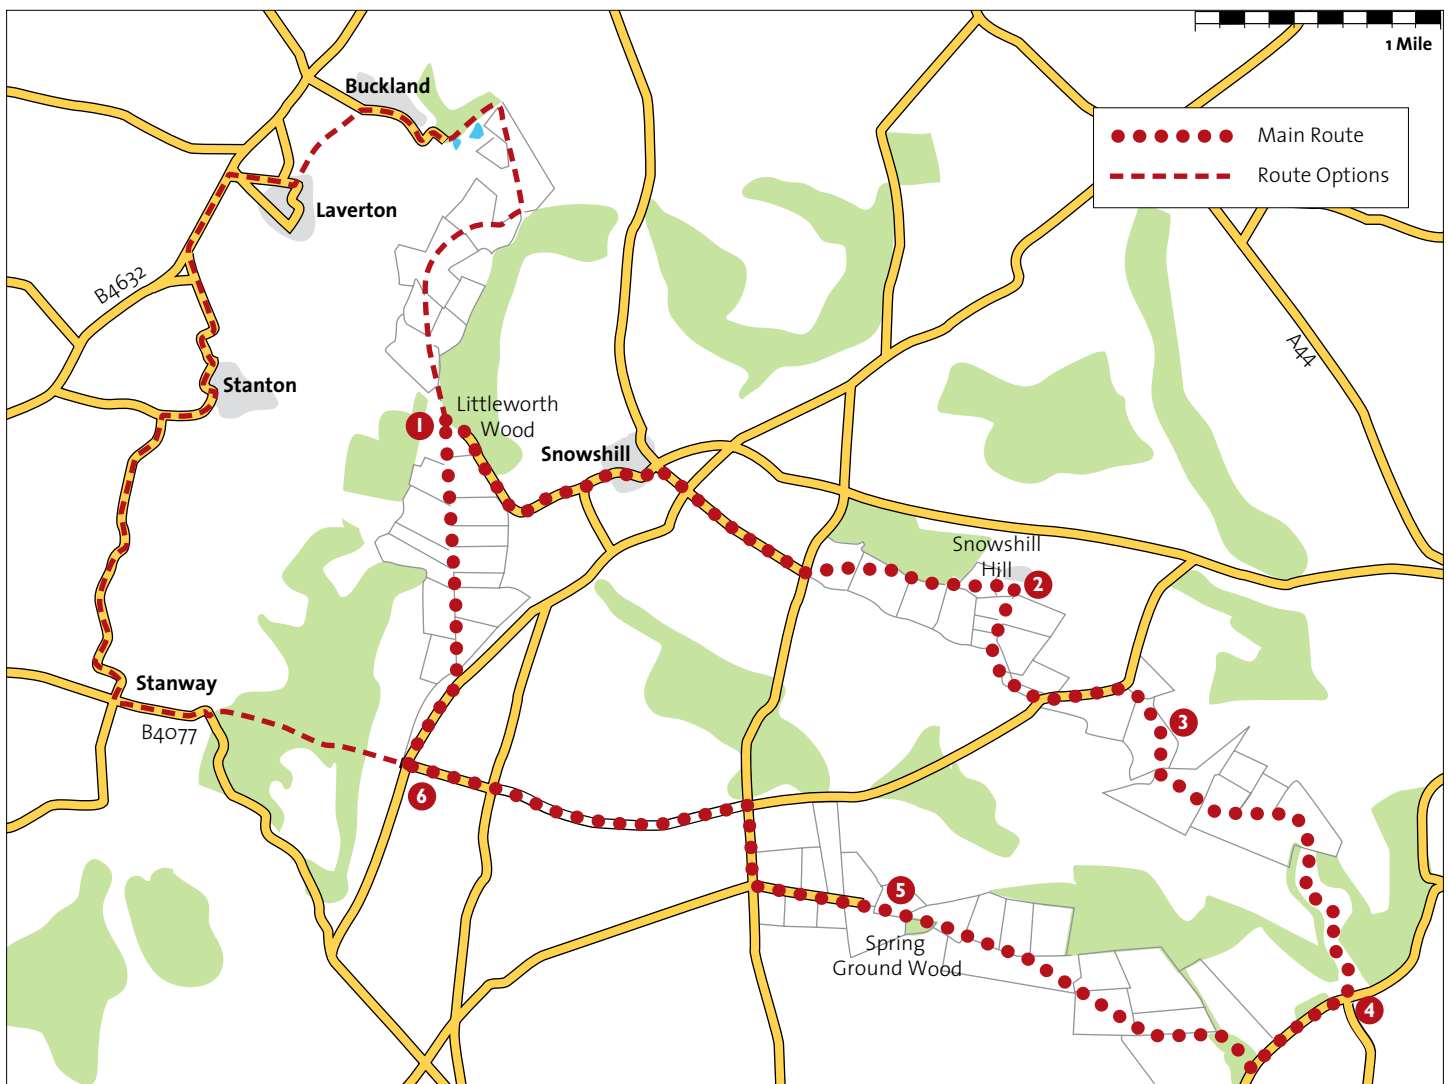 1 Mile
Buckland
Main Route
Route Options
Laverton
B4632
A44
Stanton
Littleworth
Wood
1
Snowshill
Snowshill
Hill
2
Stanway
B4077
3
6
5
Spring
Ground Wood
4